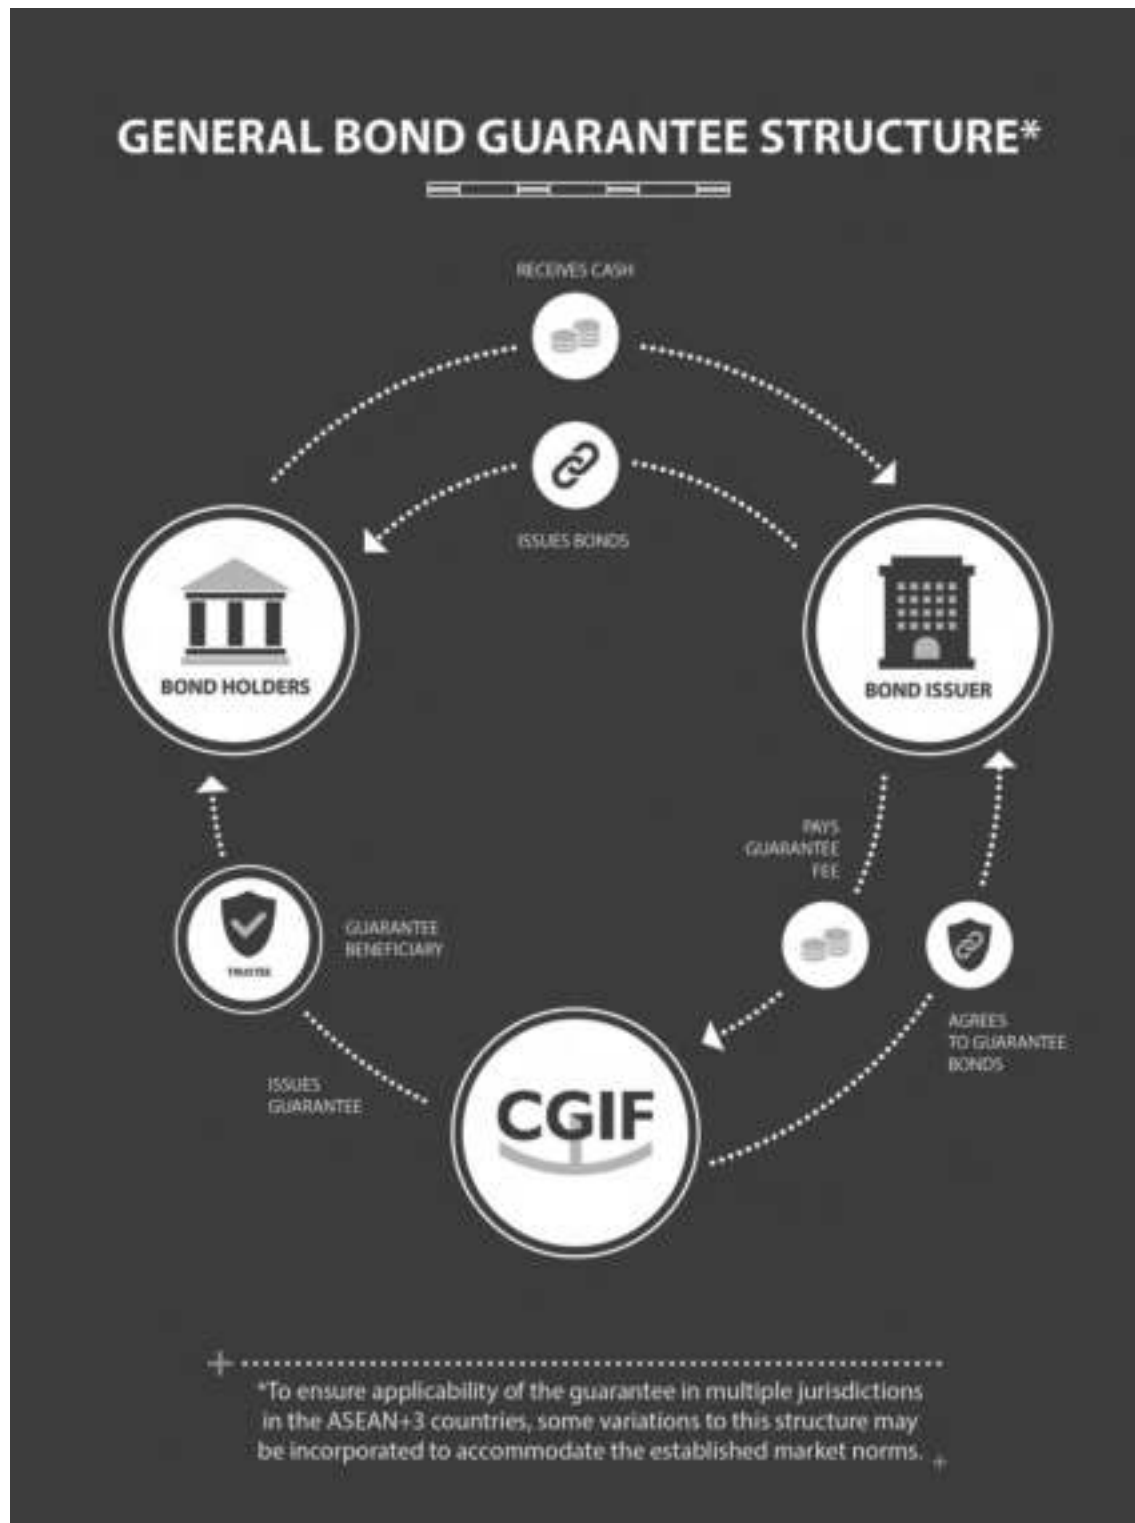 GENERAL BOND GUARANTEE STRUCTURE*
RECEIVES CASH
ISSUES BONDS
BOND HOLDERS
BOND ISSUER
PAYS
GUARANTEE
FEE
TRUSTEE
GUARANTEE
BENEFICIARY
AGREES
TO GUARANTEE
BONDS
ISSUES
GUARANTEE
CGIF
*To ensure applicability of the guarantee in multiple jurisdictions
in the ASEAN+3 countries, some variations to this structure may
be incorporated to accommodate the established market norms.